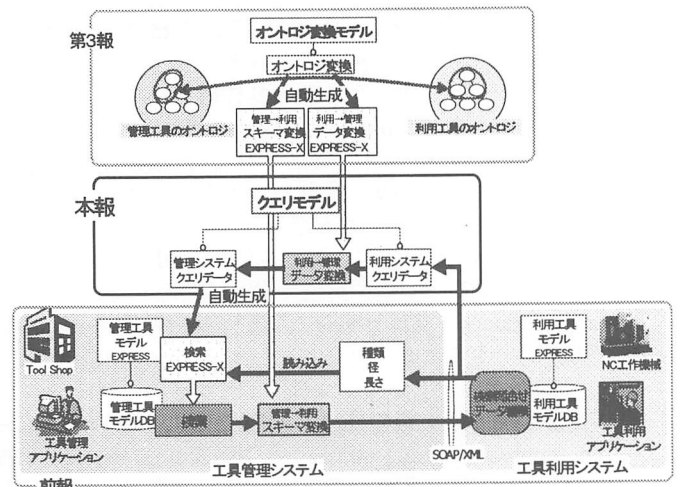 第3報
オントロジ変換モデル
オントロジ変換
自動生成
管理工具のオントロジ
利用工具のオントロジ
管理→利用
スキーマ変換
EXPRESS-X
利用→管理
データ変換
EXPRESS-X
本報
クエリモデル
管理システム
クエリデータ
利用→管理
データ変換
利用システム
クエリデータ
自動生成
Tool Shop
管理工具
モデル
EXPRESS
検索
EXPRESS-X
読み込み
種類
径
長さ
利用工具
モデル
EXPRESS
NC工作機械
工具管理
アプリケーション
管理工具
モデルDB
検索
管理→利用
スキーマ変換
検索問合せ
データ編集
利用工具
モデルDB
工具利用
アプリケーション
工具管理システム
SOAP/XML
工具利用システム
前報